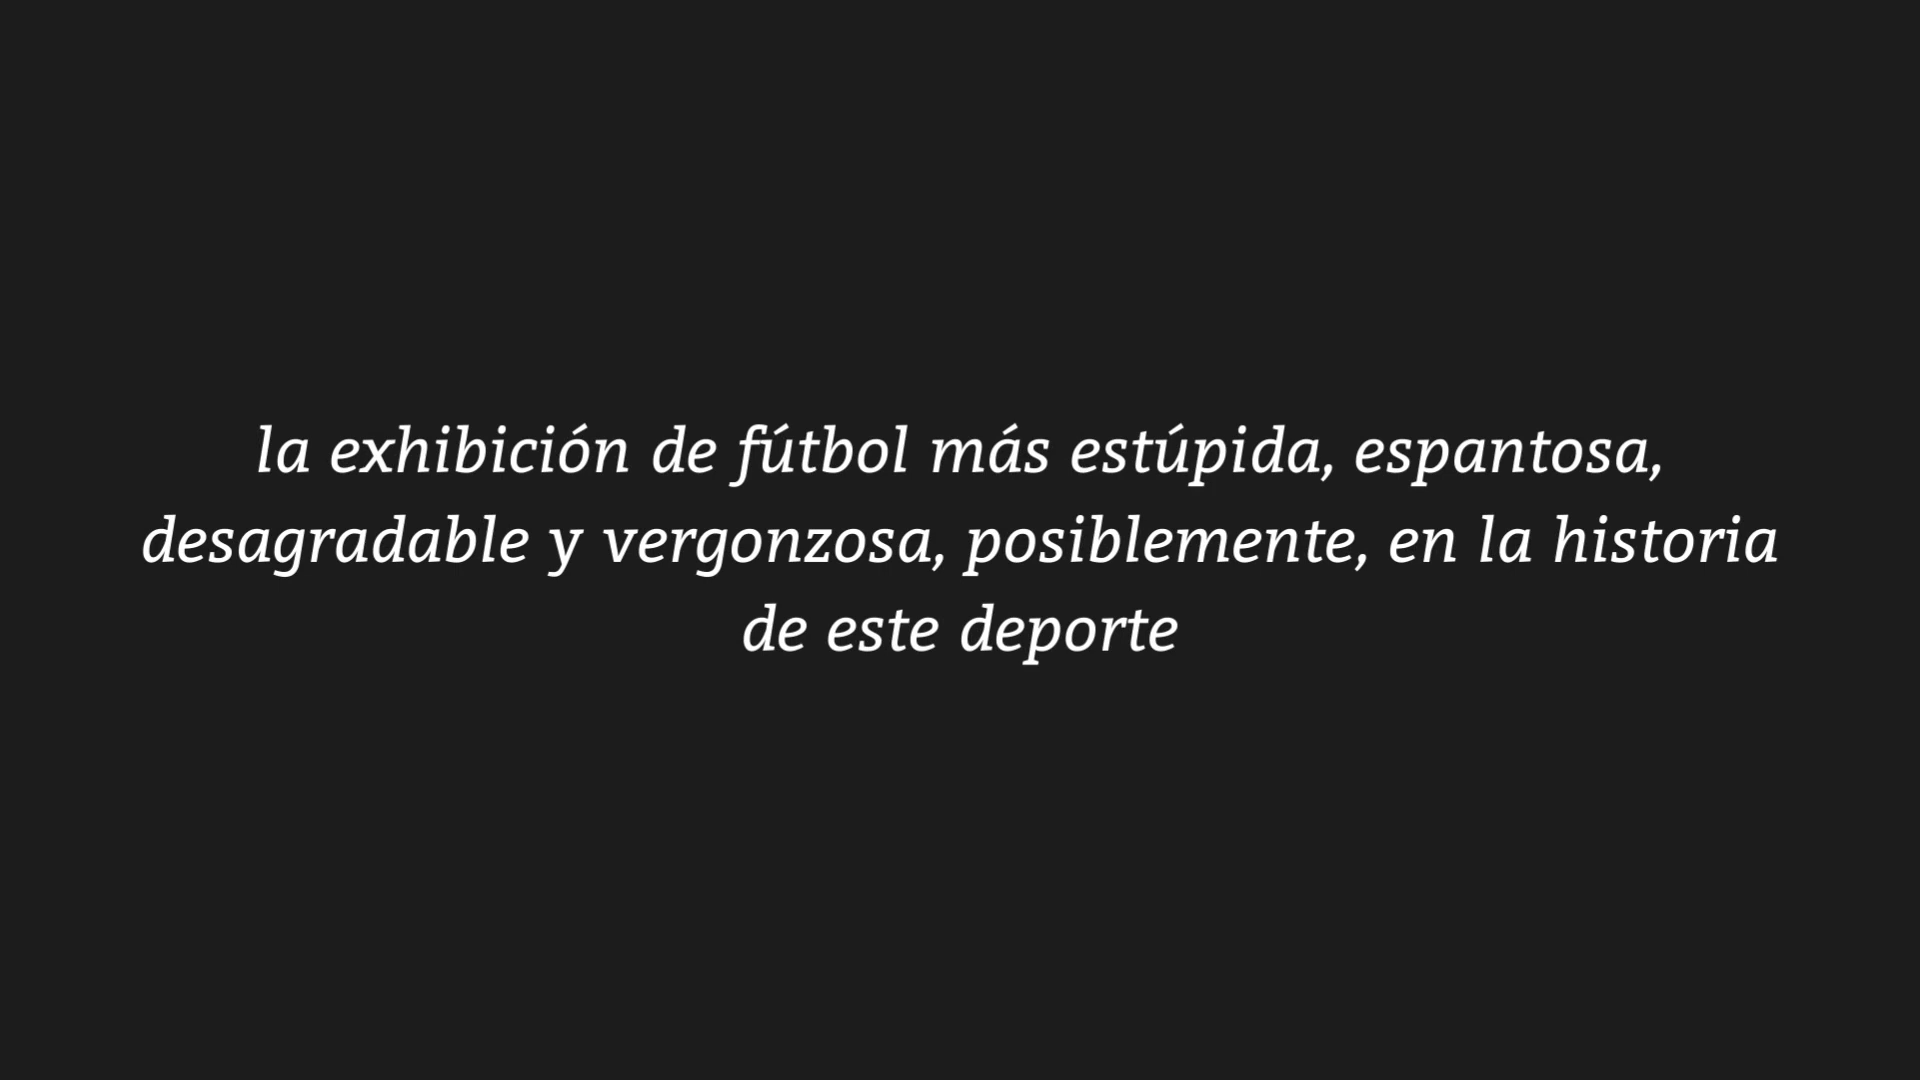 la exhibición de fútbol más estúpida, espantosa,
desagradable y vergonzosa, posiblemente, en la historia
de este deporte